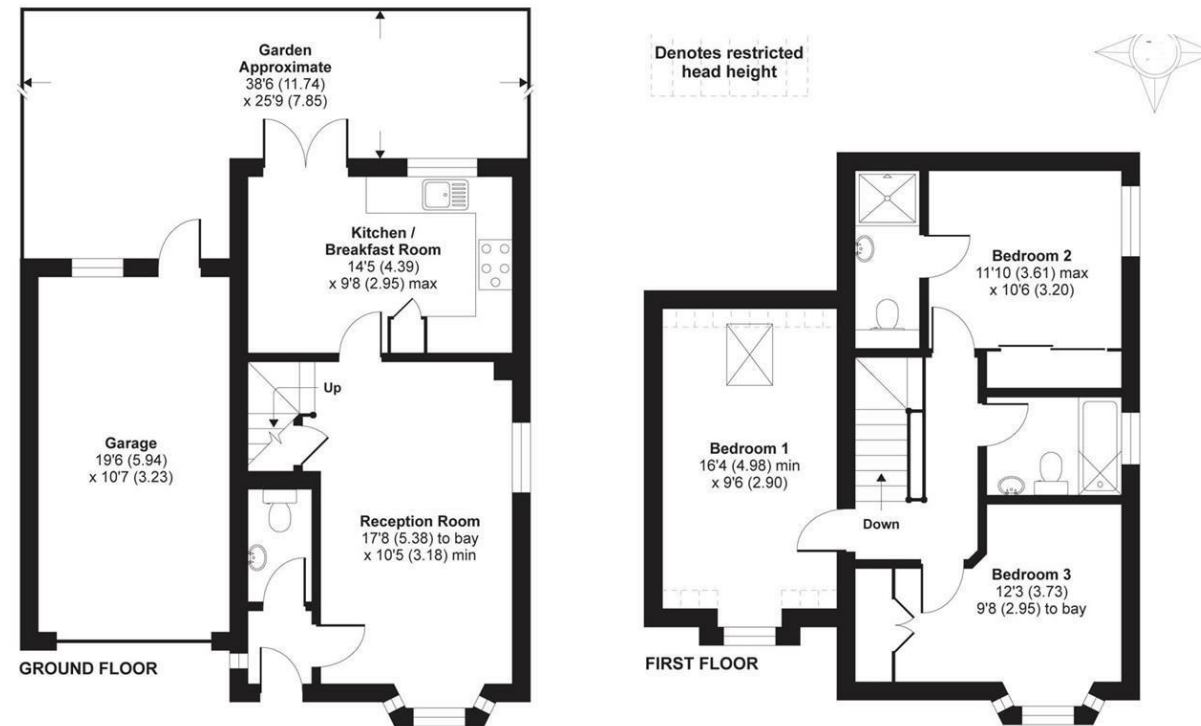 Garden
Approximate
38'6 (11.74)
x 25'9 (7.85)
Kitchen /
Breakfast Room
14'5 (4.39)
x 9'8 (2.95) max
Up
Garage
19'6 (5.94)
x 10'7 (3.23)
Reception Room
17'8 (5.38) to bay
x 10'5 (3.18) min
GROUND FLOOR
Denotes restricted
head height
Bedroom 2
11'10 (3.61) max
x 10'6 (3.20)
Bedroom 1
16'4 (4.98) min
x 9'6 (2.90)
Down
Bedroom 3
12'3 (3.73)
9'8 (2.95) to bay
FIRST FLOOR